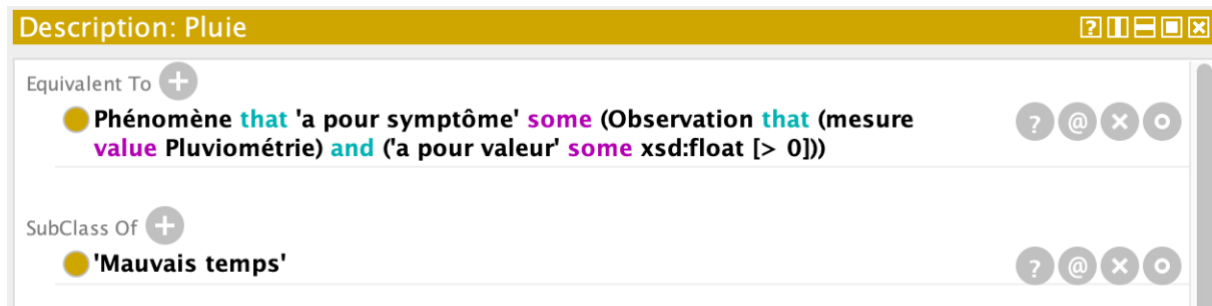 Description: Pluie
Equivalent To
Phénomène that 'a pour symptôme' some (Observation that (mesure
value Pluviométrie) and ('a pour valeur' some xsd:float [> 0]))
SubClass Of
'Mauvais temps'